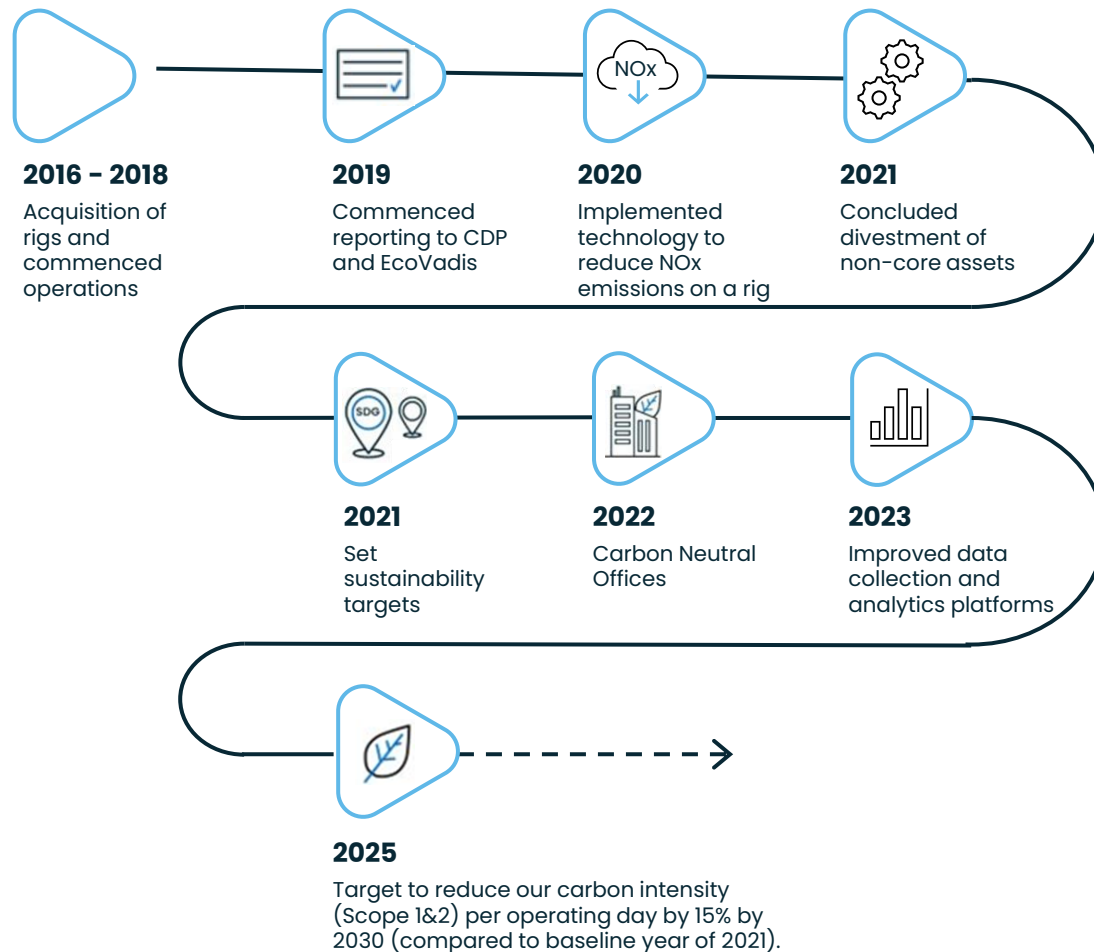 NOx
2016 - 2018
Acquisition of
rigs and
commenced
operations
2019
Commenced
reporting to CDP
and EcoVadis
2020
Implemented
technology to
reduce NOx
emissions on a rig
2021
Concluded
divestment of
non-core assets
SDG
2021
Set
sustainability
targets
2022
Carbon Neutral
Offices
2023
Improved data
collection and
analytics platforms
2025
Target to reduce our carbon intensity
(Scope 1&2) per operating day by 15% by
2030 (compared to baseline year of 2021).